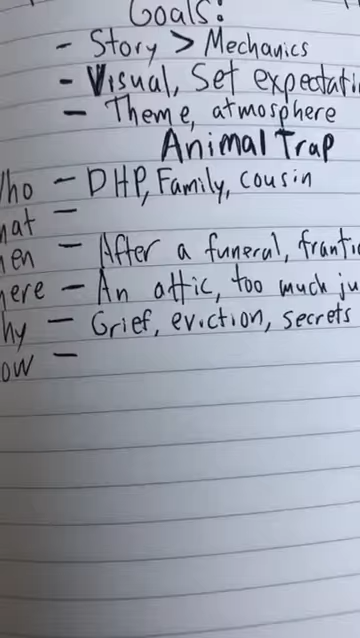 Goals:
- Story > Mechanics
- Visual, Set expectati
- Theme, atmosphere
Animal Trap
Who - DHP, Family, cousin
hat -
hen - After a funeral, franti
here - An attic, too much ju
hy - Grief, eviction, secrets
ow -